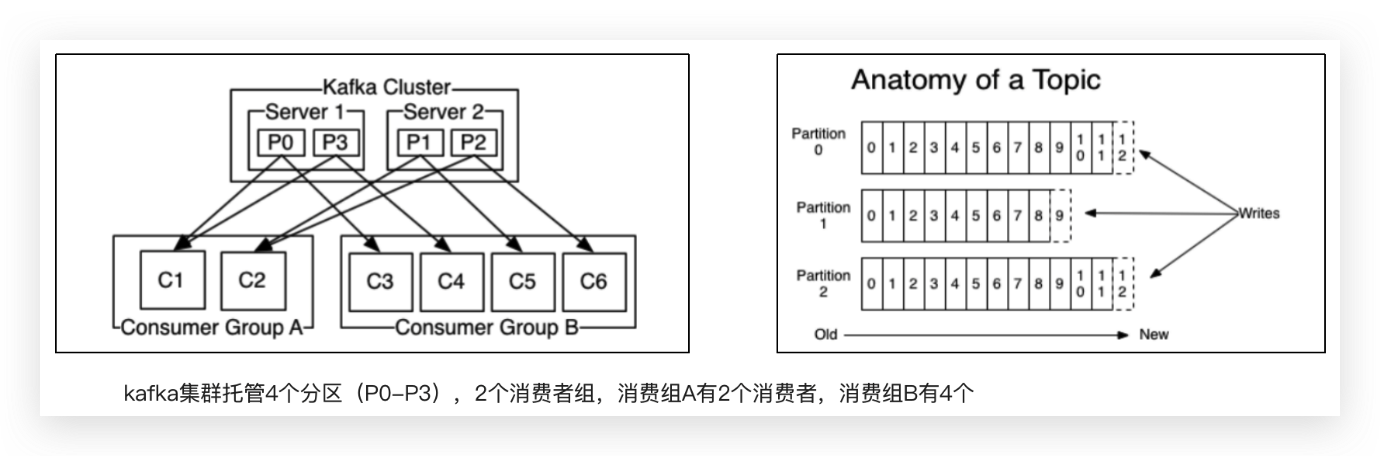 Kafka Cluster
Server 1
Server 2
P0
P3
P1
P2
C1
C2
C3
C4
C5
C6
Consumer Group A
Consumer Group B
Anatomy of a Topic
Partition
0
0 1 2 3 4 5 6 7 8 9 10 11 12
Partition
1
0 1 2 3 4 5 6 7 8 9
Writes
Partition
2
0 1 2 3 4 5 6 7 8 9 10 11 12
Old
New
kafka集群托管4个分区（P0-P3），2个消费者组，消费组A有2个消费者，消费组B有4个